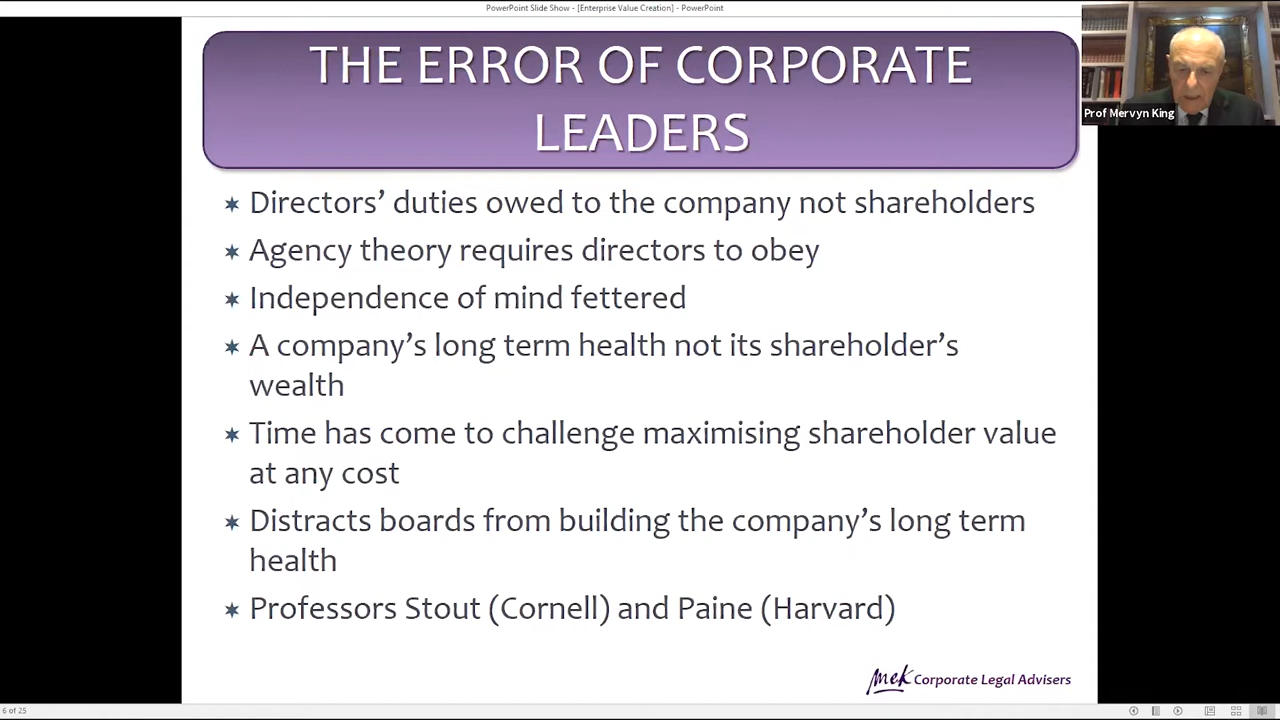 PowerPoint Slide Show - [Enterprise Value Creation] - PowerPoint
THE ERROR OF CORPORATE
LEADERS
Prof Mervyn King
Directors’ duties owed to the company not shareholders
Agency theory requires directors to obey
Independence of mind fettered
A company’s long term health not its shareholder’s
wealth
Time has come to challenge maximising shareholder value
at any cost
Distracts boards from building the company’s long term
health
Professors Stout (Cornell) and Paine (Harvard)
mek Corporate Legal Advisers
6 of 25